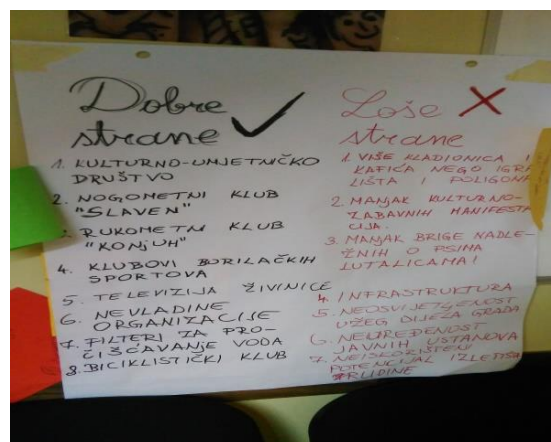 Dobre
strane
1. KULTURNO-UMJETNIČKO
DRUŠTVO
2. NOGOMETNI KLUB
"SLAVEN"
3. RUKOMETNI KLUB
"KONJUH"
4. KLUBOVI BORILAČKIH
SPORTOVA
5. TELEVIZIJA ŽIVINICE
6. NEVLADINE
ORGANIZACIJE
7. FILTERI ZA PRO-
ČIŠĆAVANJE VODA
8. BICIKLISTIČKI KLUB
Loše
strane
1. VIŠE KLADIONICA I
KAFIĆA NEGO IGRA
LIŠTA I POLIGONA
2. MANJAK KULTURNO-
ZABAVNIH MANIFESTA
CIJA.
3. MANJAK BRIGE NADLE-
ŽNIH O PSIMA
LUTALICAMA!
4. INFRASTRUKTURA
5. NEOSVIJETLJENOST
UŽEG DIJELA GRADA
6. NEUREĐENOST
JAVNIH USTANOVA
7. NEISKORIŠTENI
POTENCIJAL IZLETIŠTA